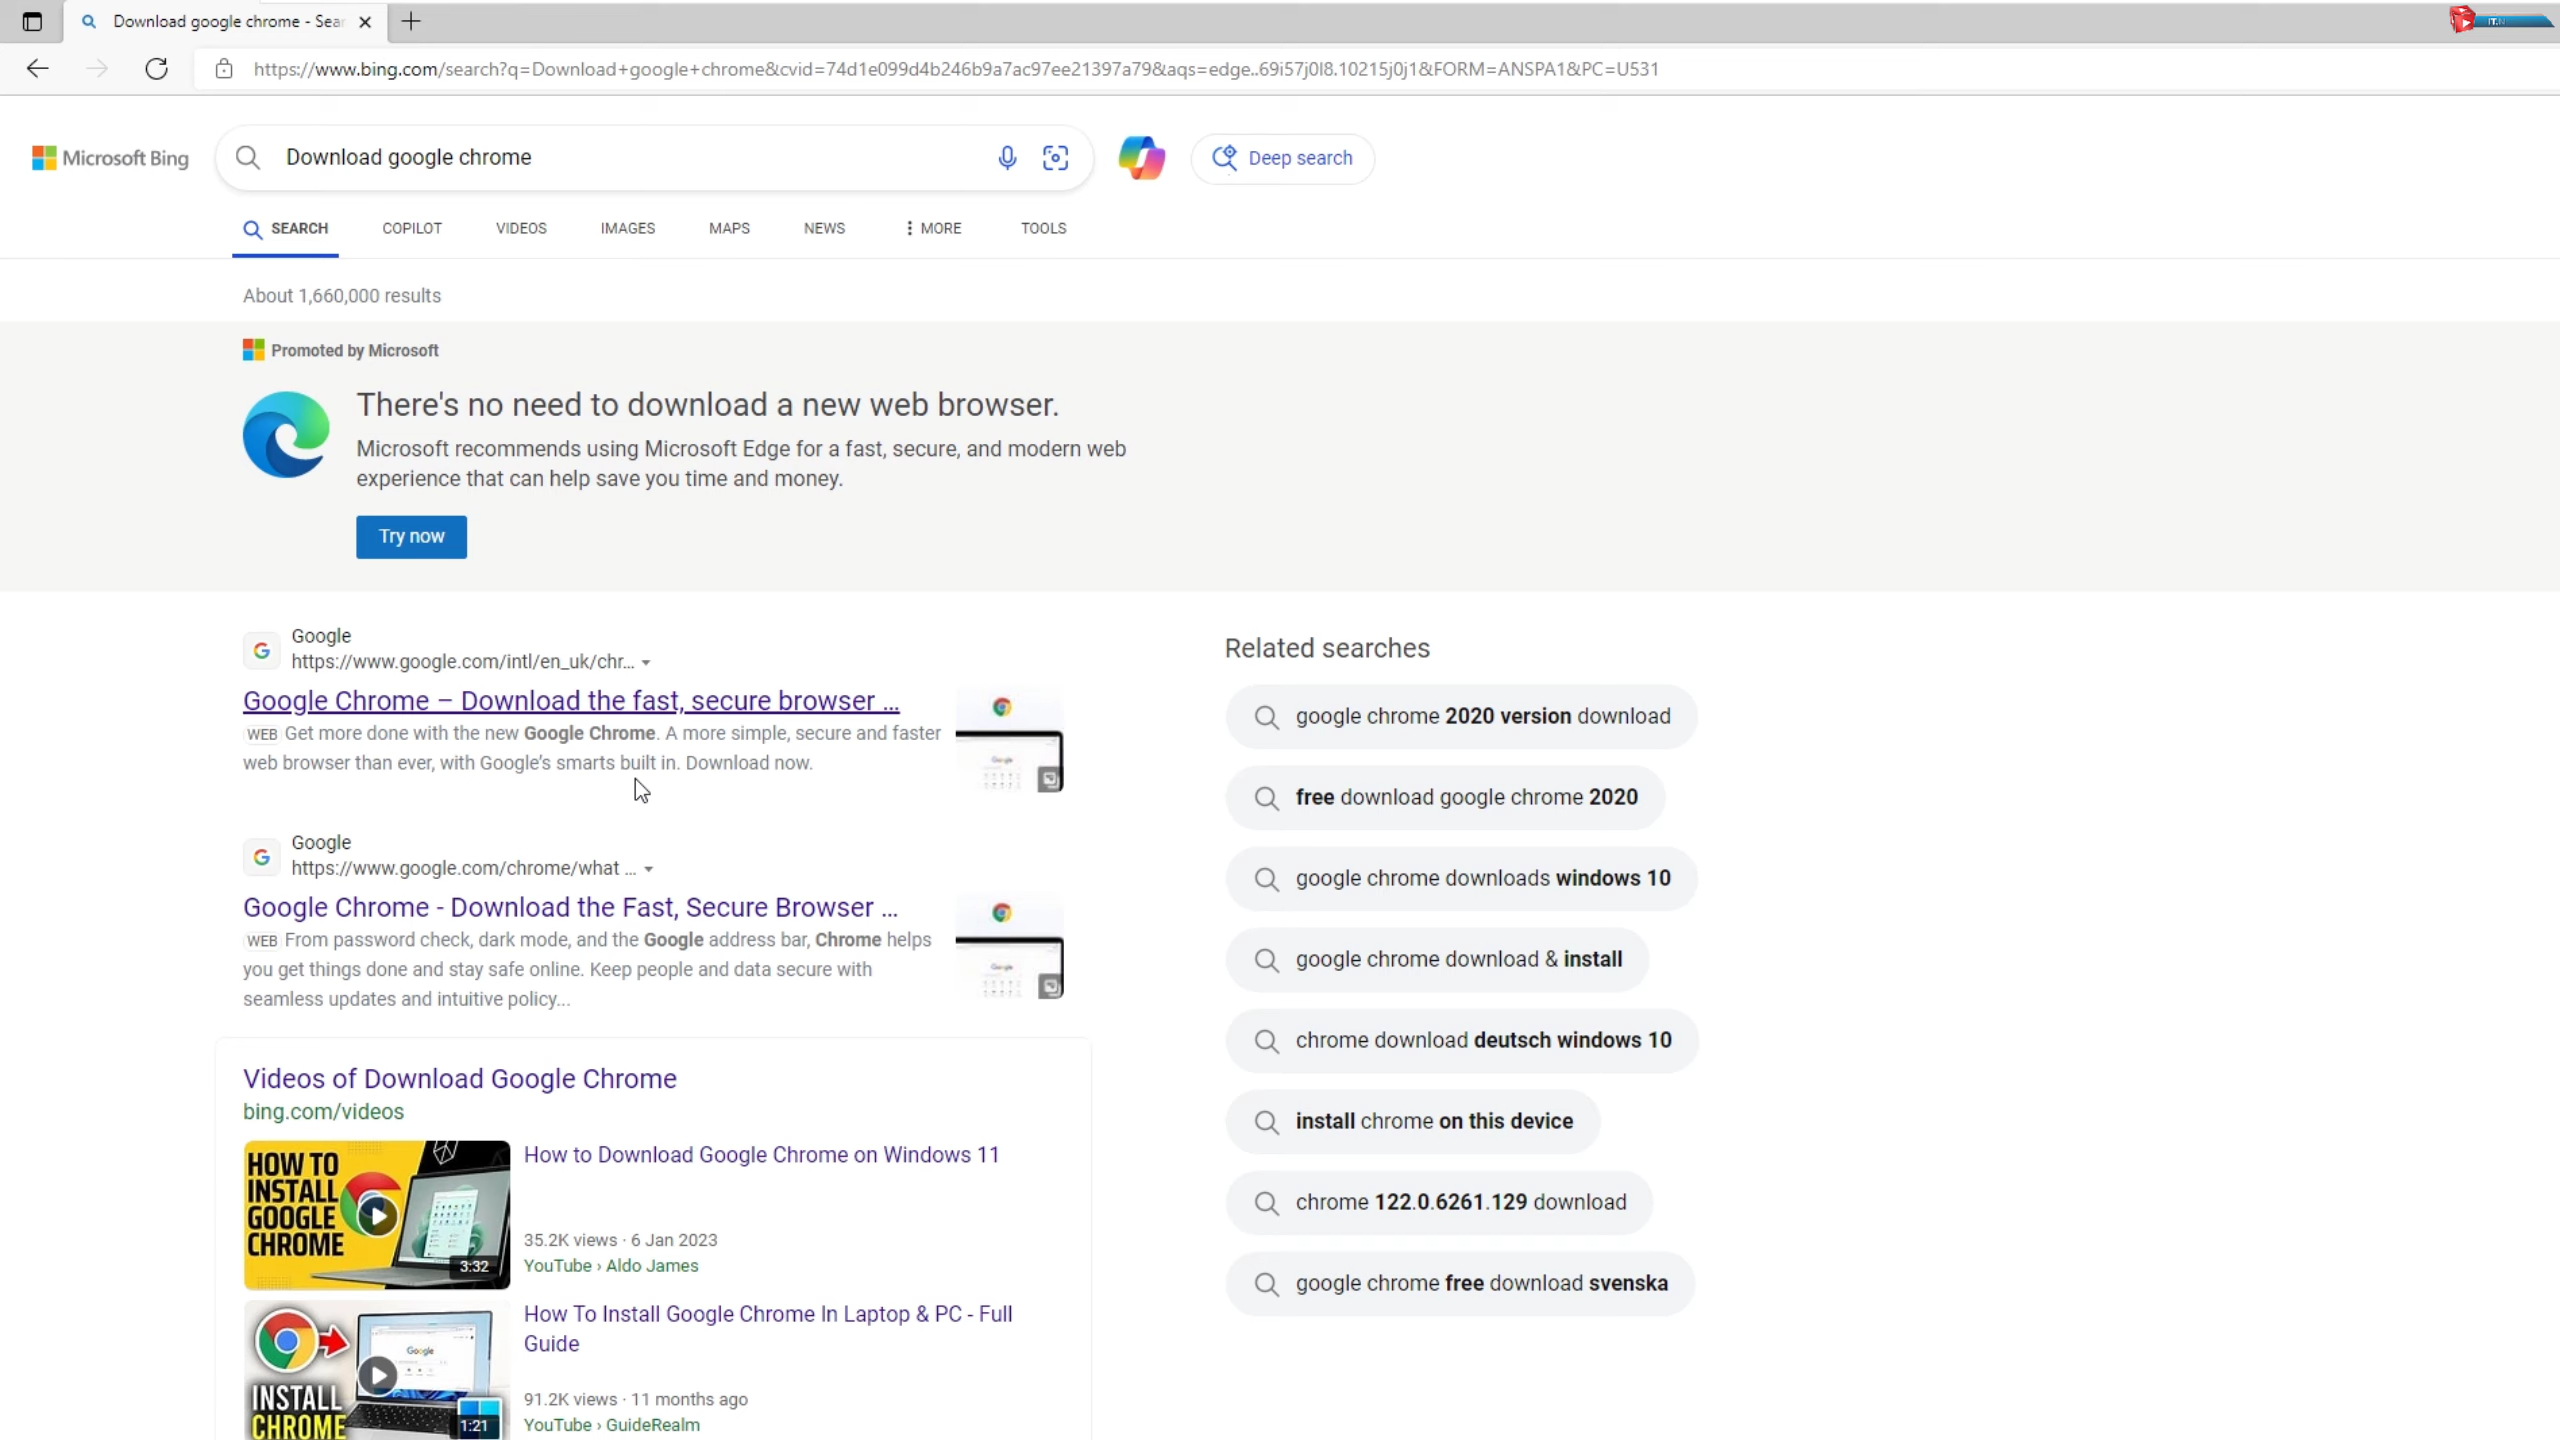 Download google chrome - Sear
IT.
https://www.bing.com/search?q=Download+google+chrome&cvid=74d1e099d4b246b9a7ac97ee21397a79&aqs=edge..69i57j0l8.10215j0j1&FORM=ANSPA1&PC=U531
Microsoft Bing
Download google chrome
Deep search
SEARCH
COPILOT
VIDEOS
IMAGES
MAPS
NEWS
MORE
TOOLS
About 1,660,000 results
Promoted by Microsoft
There's no need to download a new web browser.
Microsoft recommends using Microsoft Edge for a fast, secure, and modern web
experience that can help save you time and money.
Try now
Google
https://www.google.com/intl/en_uk/chr...
Google Chrome – Download the fast, secure browser ...
WEB Get more done with the new Google Chrome. A more simple, secure and faster
web browser than ever, with Google's smarts built in. Download now.
Google
https://www.google.com/chrome/what ...
Google Chrome - Download the Fast, Secure Browser ...
WEB From password check, dark mode, and the Google address bar, Chrome helps
you get things done and stay safe online. Keep people and data secure with
seamless updates and intuitive policy...
Videos of Download Google Chrome
bing.com/videos
HOW TO
INSTALL
GOOGLE
CHROME
3:32
How to Download Google Chrome on Windows 11
35.2K views · 6 Jan 2023
YouTube › Aldo James
Google
INSTALL
CHROME
1:21
How To Install Google Chrome In Laptop & PC - Full
Guide
91.2K views · 11 months ago
YouTube › GuideRealm
Related searches
google chrome 2020 version download
free download google chrome 2020
google chrome downloads windows 10
google chrome download & install
chrome download deutsch windows 10
install chrome on this device
chrome 122.0.6261.129 download
google chrome free download svenska